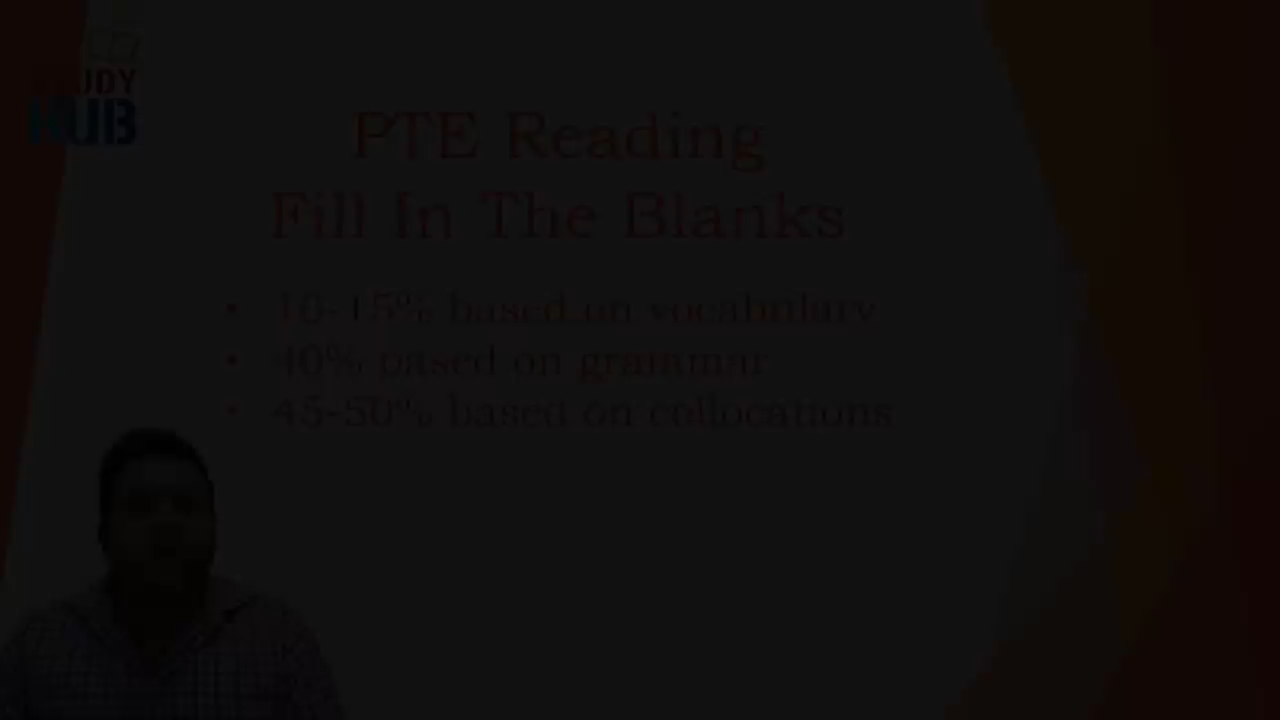 HUB
PTE Reading
Fill In The Blanks
• 10-15% based on vocabulary
• 40% based on grammar
• 45-50% based on collocations